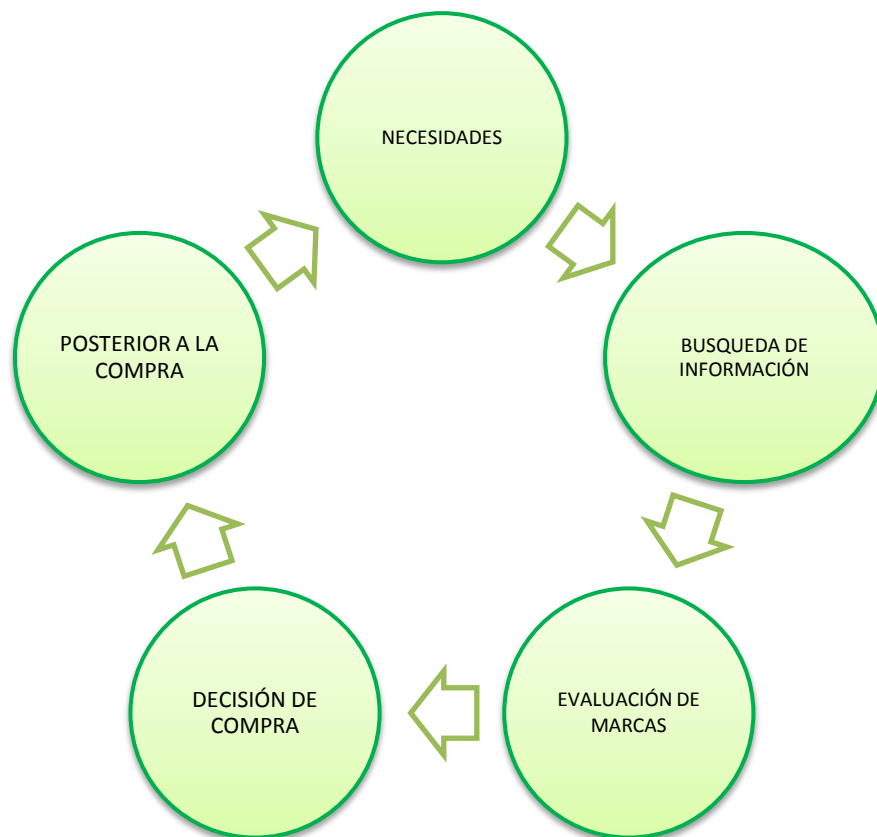 NECESIDADES
BUSQUEDA DE
INFORMACIÓN
EVALUACIÓN DE
MARCAS
DECISIÓN DE
COMPRA
POSTERIOR A LA
COMPRA